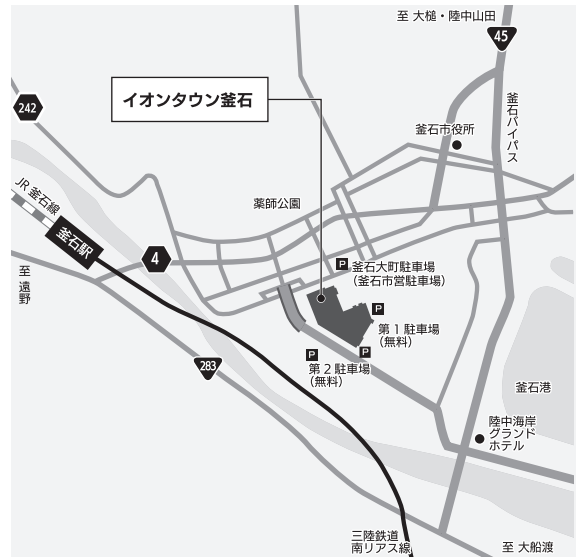 至 大槌・陸中山田
45
242
イオンタウン釜石
釜石バイパス
釜石市役所
JR 釜石線
薬師公園
釜石駅
4
P
釜石大町駐車場
(釜石市営駐車場)
至 遠野
P
第1駐車場
(無料)
P
P
第2駐車場
(無料)
283
釜石港
陸中海岸
グランド
ホテル
三陸鉄道
南リアス線
至 大船渡